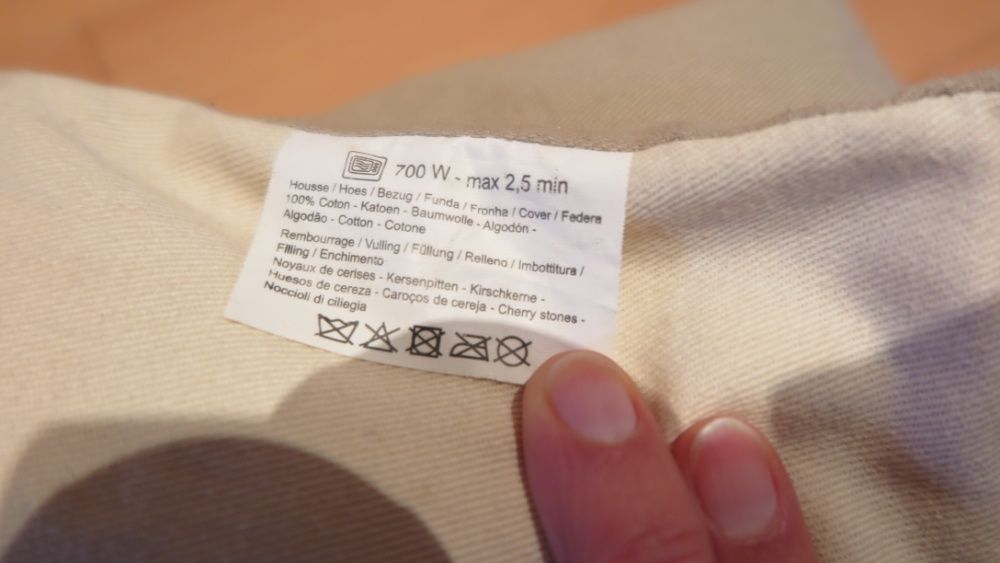 700 W - max 2,5 min
Housse / Hoes / Bezug / Funda / Fronha / Cover / Federa
100% Coton - Katoen - Baumwolle - Algodón -
Algodão - Cotton - Cotone
Rembourrage / Vulling / Füllung / Relleno / Imbottitura /
Filling / Enchimento
Noyaux de cerises - Kersenpitten - Kirschkerne -
Huesos de cereza - Caroços de cereja - Cherry stones -
Noccioli di ciliegia